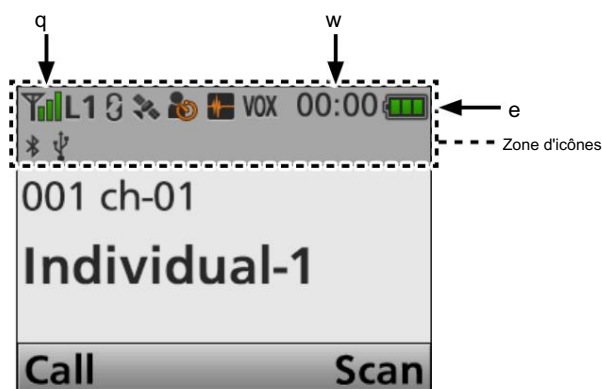 q w
L1 VOX 00:00
e
Zone d'icônes
001 ch-01
Individual-1
Call Scan